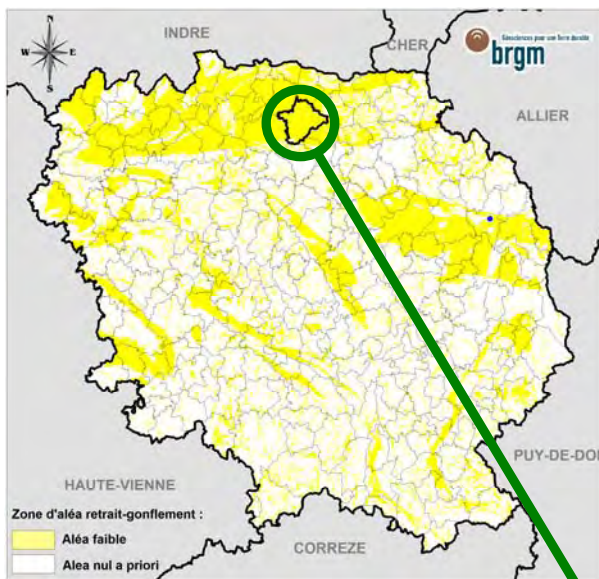 N
INDRE
Géosciences pour une Terre durable
CHER
brgm
W
E
S
ALLIER
PUY-DE-DO
HAUTE-VIENNE
Zone d'aléa retrait-gonflement :
Aléa faible
Alea nul a priori
CORREZE